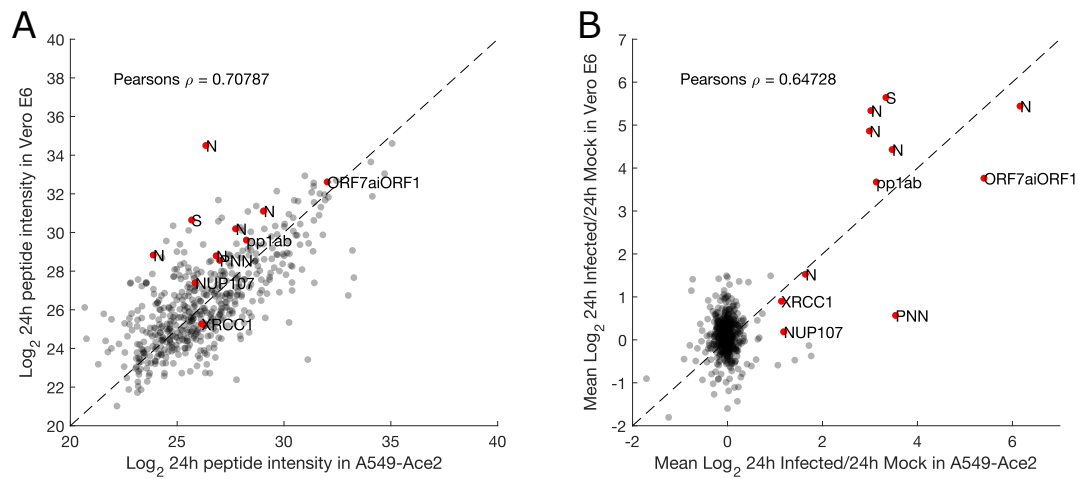 A
Pearsons ρ = 0.70787
Log2 24h peptide intensity in Vero E6
40
38
36
34
32
30
28
26
24
22
20
N
ORF7aiORF1
S
N
N
pp1ab
N
N
PNN
NUP107
XRCC1
20
25
30
35
40
Log2 24h peptide intensity in A549-Ace2
B
Pearsons ρ = 0.64728
Mean Log2 24h Infected/24h Mock in Vero E6
7
6
5
4
3
2
1
0
-1
-2
S
N
N
N
N
pp1ab
ORF7aiORF1
N
XRCC1
PNN
NUP107
-2
0
2
4
6
Mean Log2 24h Infected/24h Mock in A549-Ace2